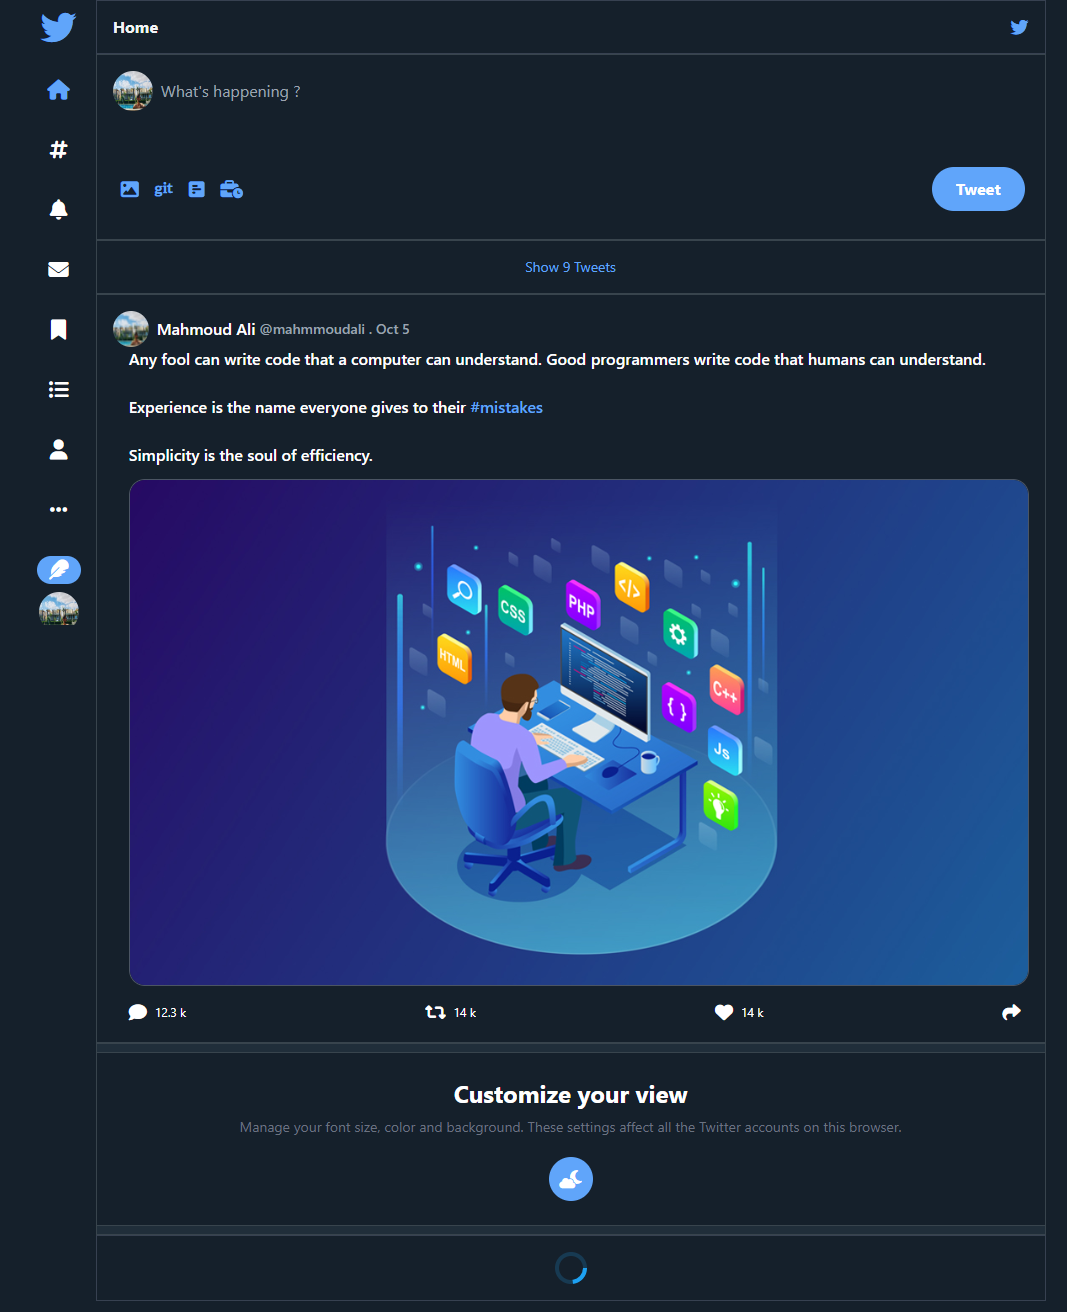 Home
What's happening ?
git
Tweet
Show 9 Tweets
Mahmoud Ali @mahmmoudali . Oct 5
Any fool can write code that a computer can understand. Good programmers write code that humans can understand.
Experience is the name everyone gives to their #mistakes
Simplicity is the soul of efficiency.
</>
PHP
CSS
HTML
C++
{ }
Js
12.3 k
14 k
14 k
Customize your view
Manage your font size, color and background. These settings affect all the Twitter accounts on this browser.